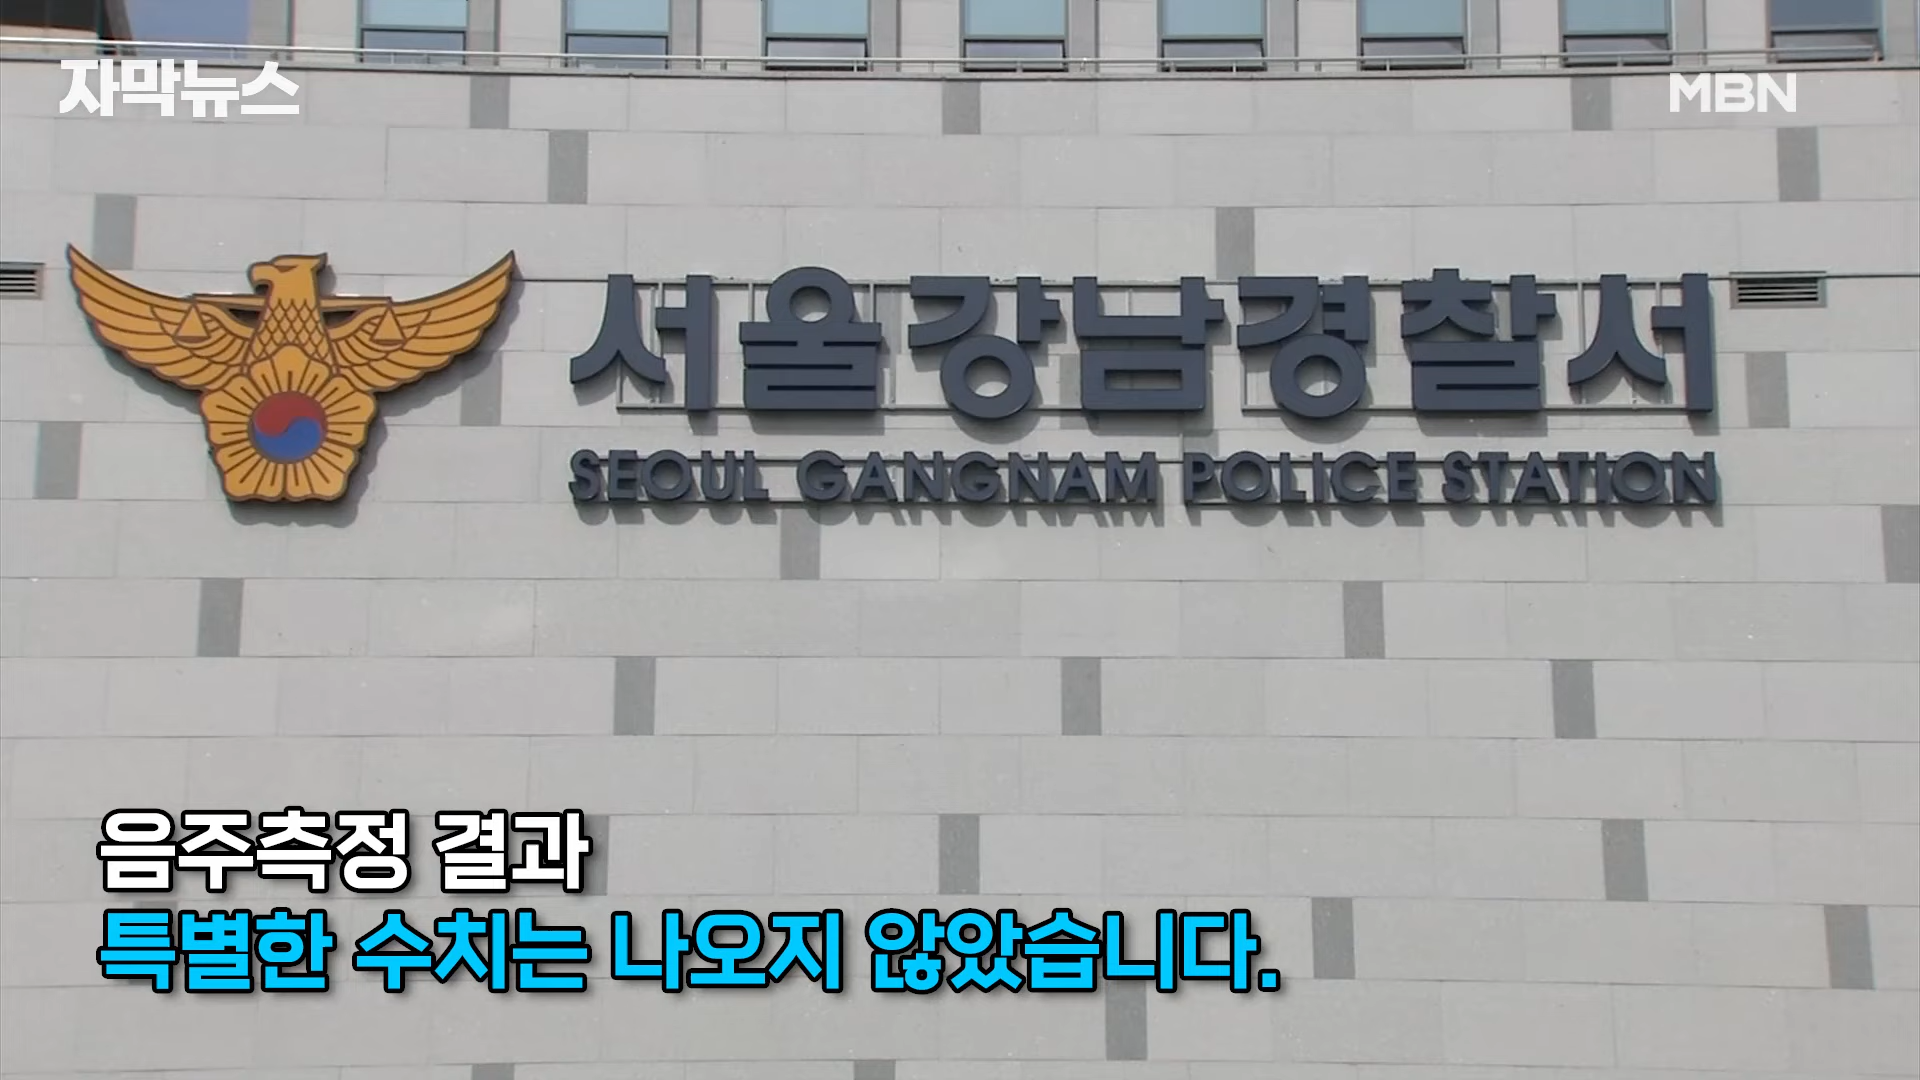 자막뉴스
MBN
서울강남경찰서
SEOUL GANGNAM POLICE STATION
음주측정 결과
특별한 수치는 나오지 않았습니다.